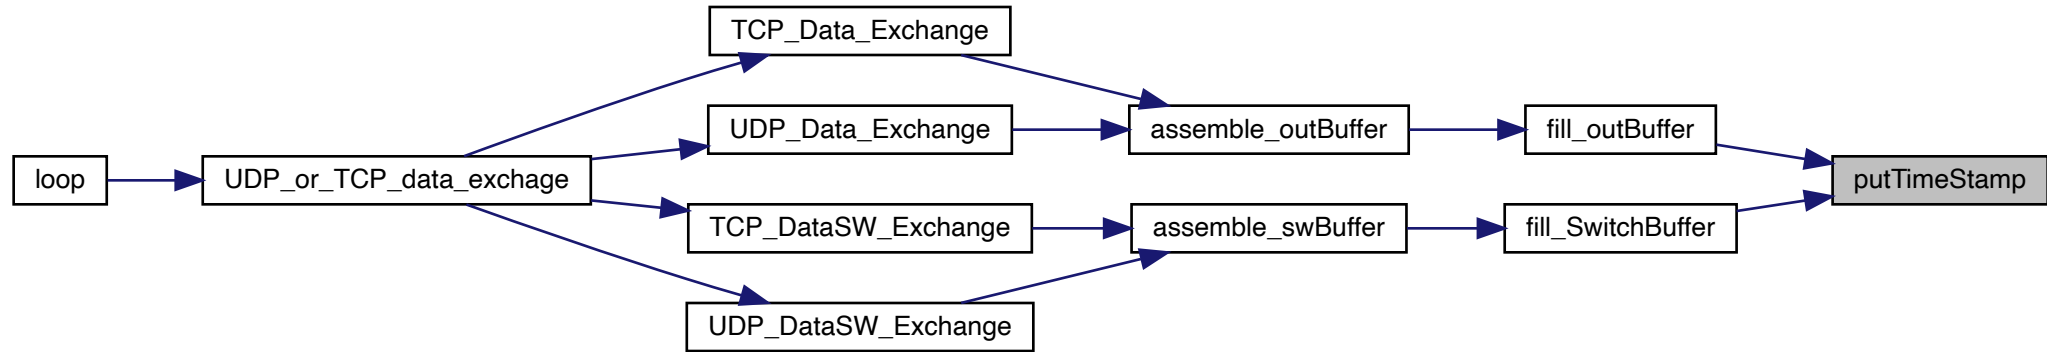 loop
UDP_or_TCP_data_exchage
TCP_Data_Exchange
UDP_Data_Exchange
TCP_DataSW_Exchange
UDP_DataSW_Exchange
assemble_outBuffer
assemble_swBuffer
fill_outBuffer
fill_SwitchBuffer
putTimeStamp